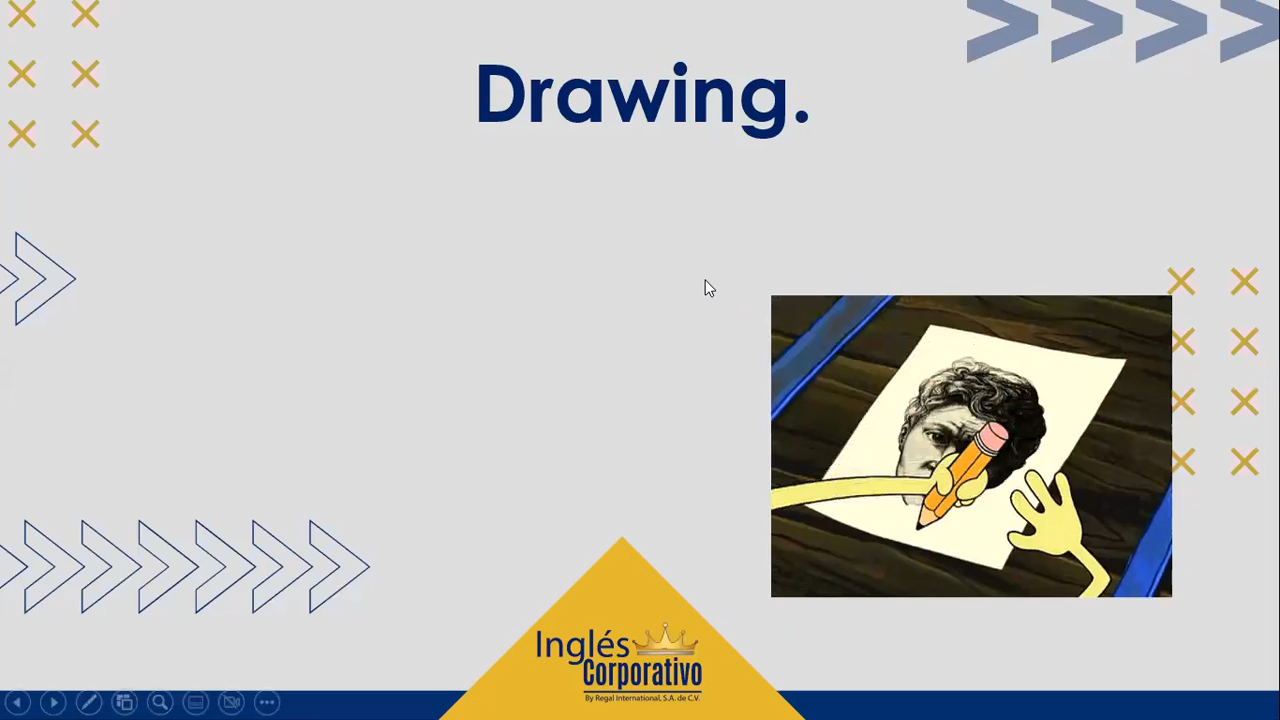 Drawing.
Inglés
Corporativo
By Regal International, S.A. de C.V.